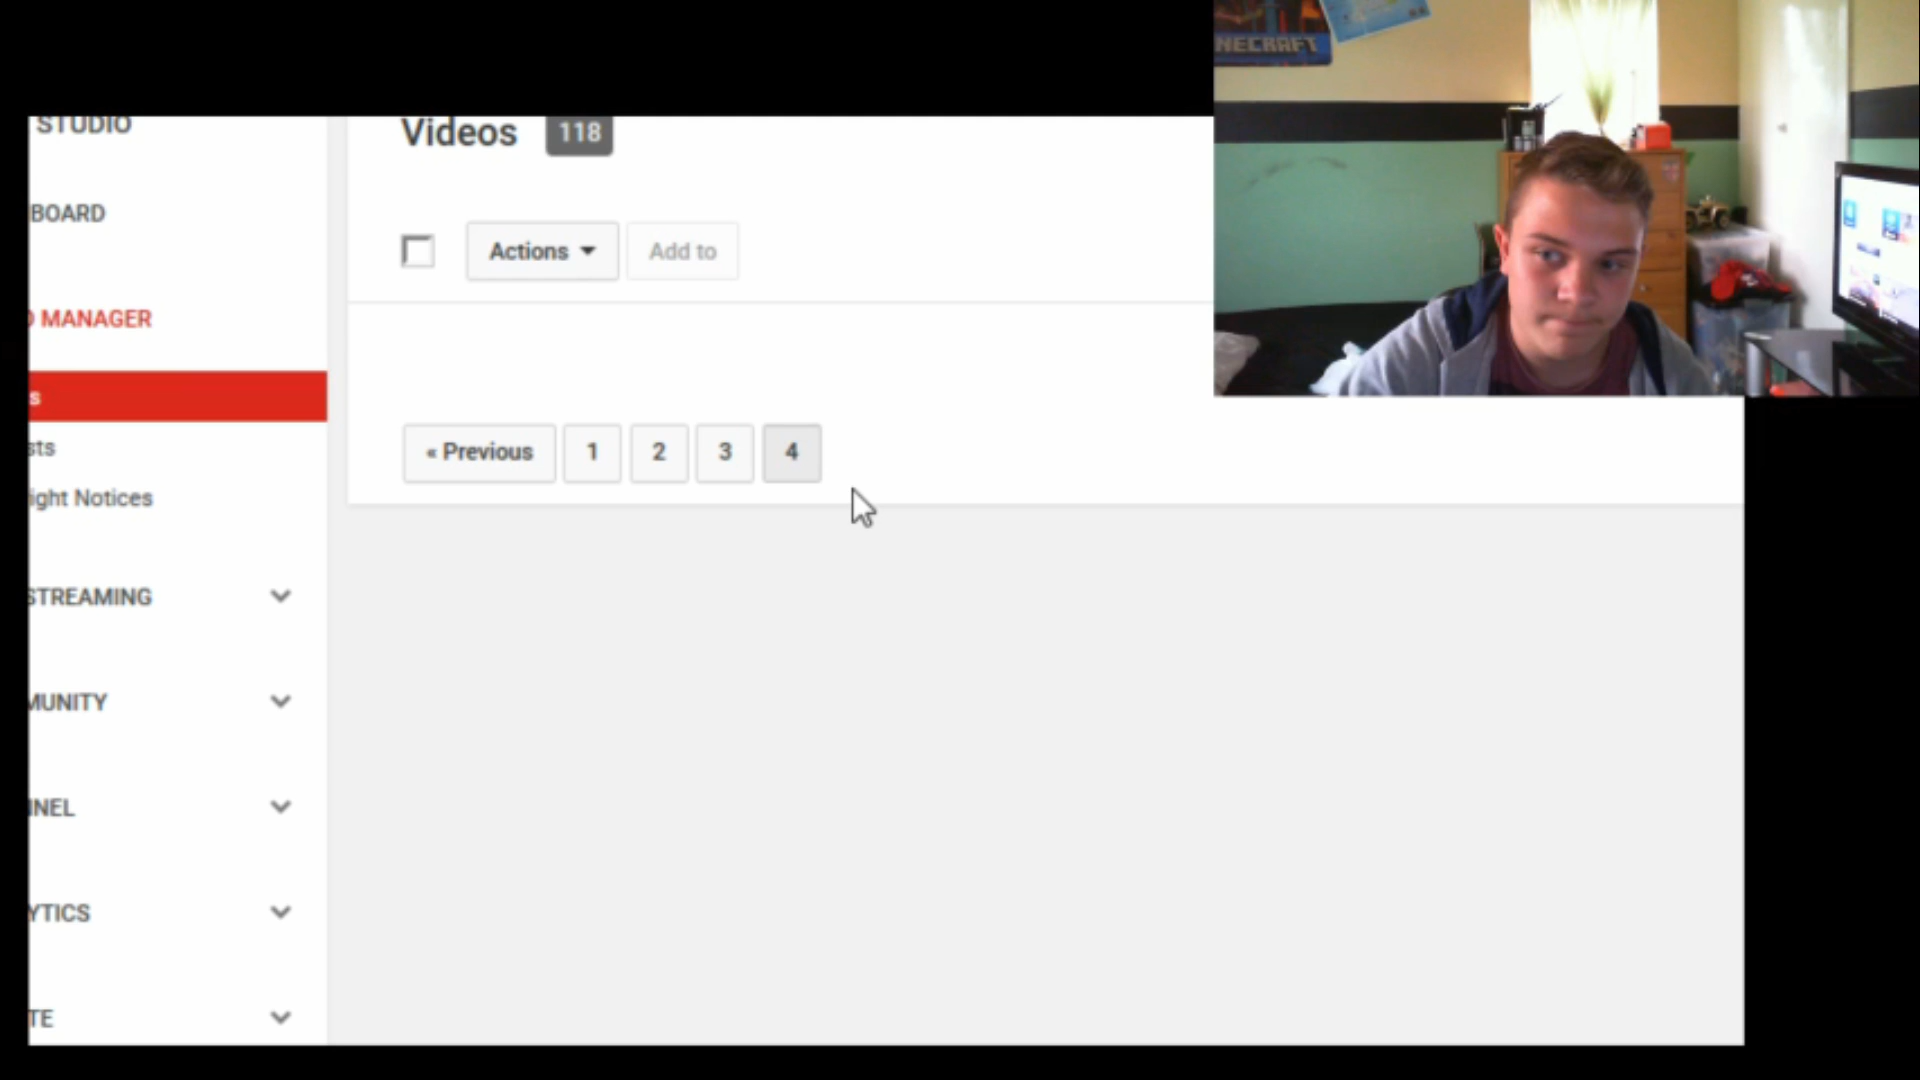 NECRAFT
STUDIO
BOARD
MANAGER
s
sts
ight Notices
STREAMING
MUNITY
NNEL
YTICS
TE
Videos 118
Actions Add to
« Previous 1 2 3 4